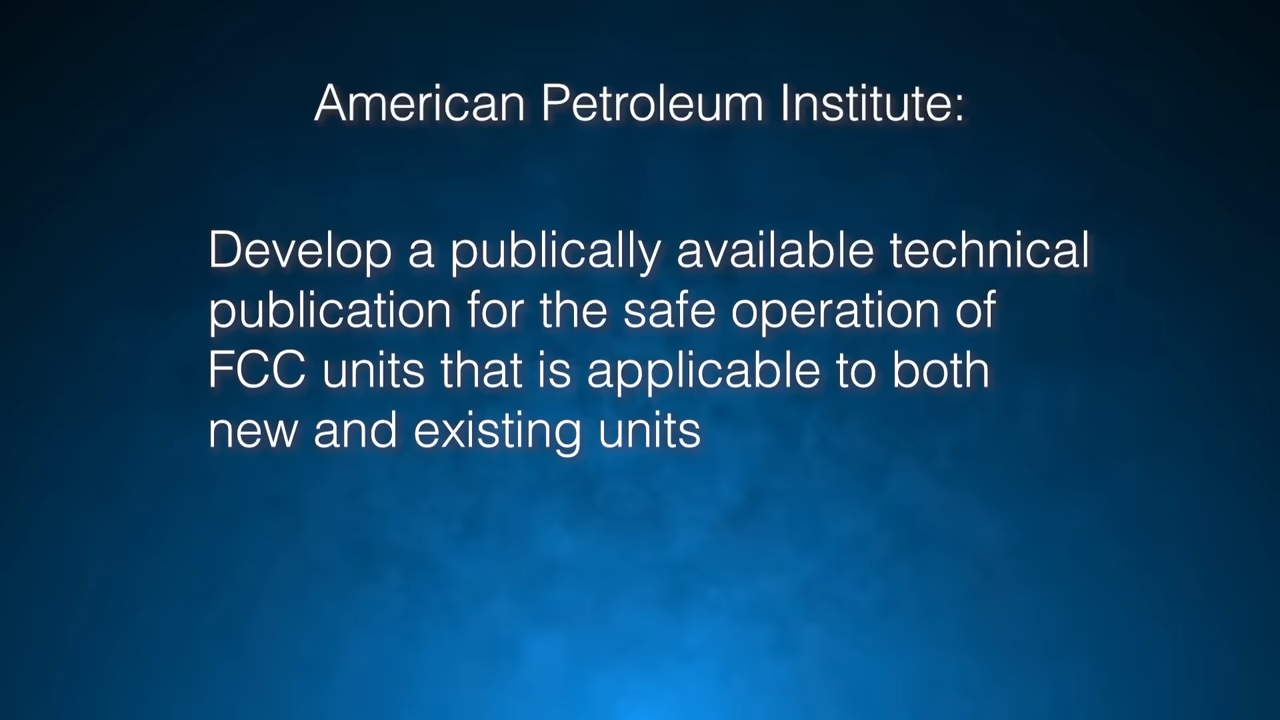 American Petroleum Institute:
Develop a publically available technical
publication for the safe operation of
FCC units that is applicable to both
new and existing units